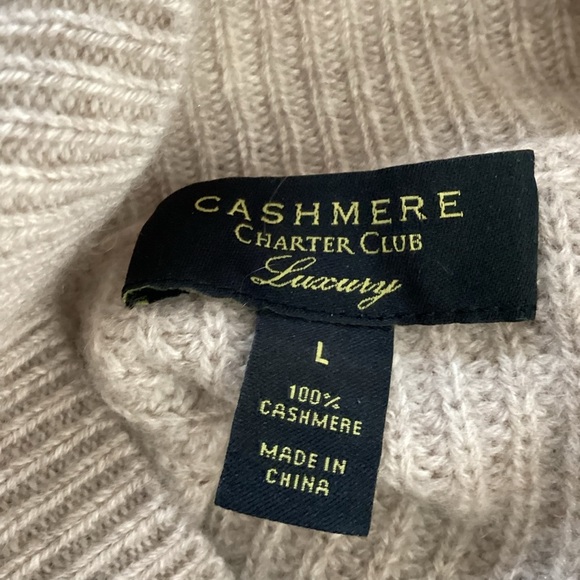 CASHMERE
CHARTER CLUB
Luxury
L
100%
CASHMERE
MADE IN
CHINA